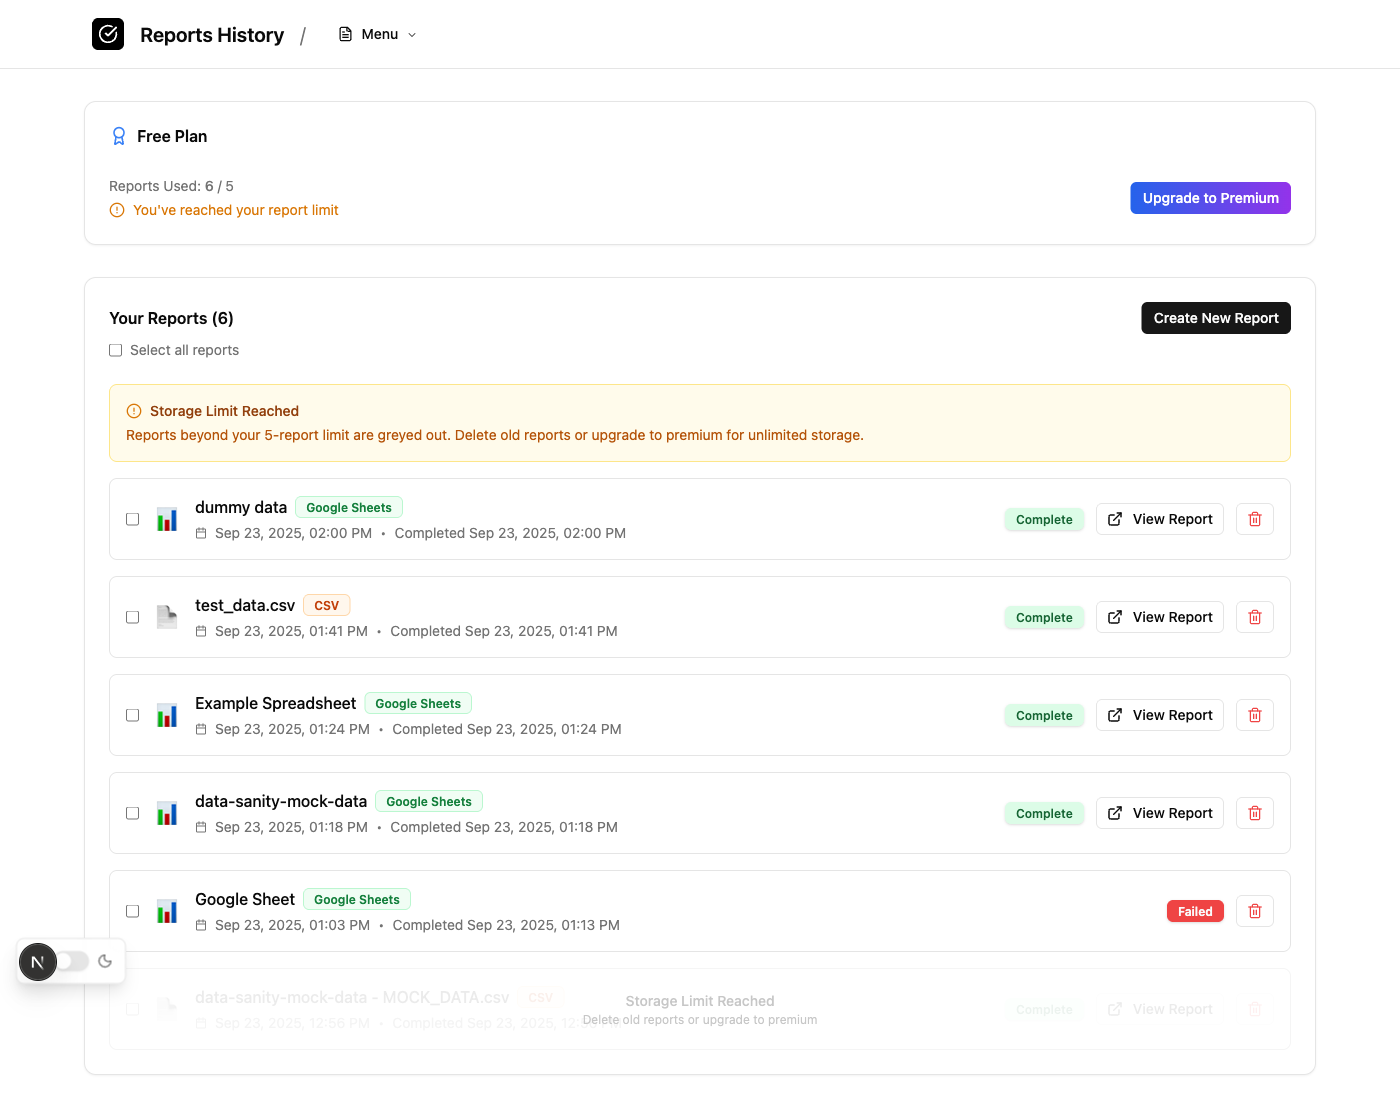 Reports History / Menu
Free Plan
Reports Used: 6 / 5
You've reached your report limit
Upgrade to Premium
Your Reports (6)
Create New Report
Select all reports
Storage Limit Reached
Reports beyond your 5-report limit are greyed out. Delete old reports or upgrade to premium for unlimited storage.
dummy data Google Sheets
Sep 23, 2025, 02:00 PM • Completed Sep 23, 2025, 02:00 PM
Complete View Report
test_data.csv CSV
Sep 23, 2025, 01:41 PM • Completed Sep 23, 2025, 01:41 PM
Complete View Report
Example Spreadsheet Google Sheets
Sep 23, 2025, 01:24 PM • Completed Sep 23, 2025, 01:24 PM
Complete View Report
data-sanity-mock-data Google Sheets
Sep 23, 2025, 01:18 PM • Completed Sep 23, 2025, 01:18 PM
Complete View Report
Google Sheet Google Sheets
Sep 23, 2025, 01:03 PM • Completed Sep 23, 2025, 01:13 PM
Failed
N
data-sanity-mock-data - MOCK_DATA.csv CSV
Sep 23, 2025, 12:56 PM • Completed Sep 23, 2025,
Storage Limit Reached
Delete old reports or upgrade to premium
Complete View Report